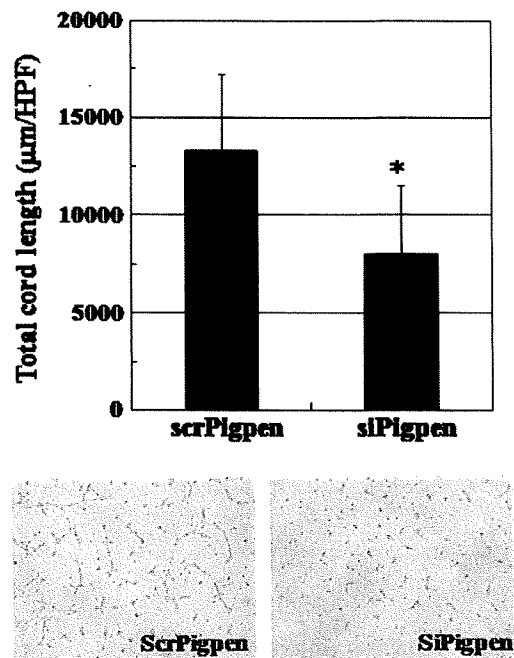 20000
15000
10000
5000
0
Total cord length (µm/HPF)
*
scrPigpen siPigpen
ScrPigpen SiPigpen